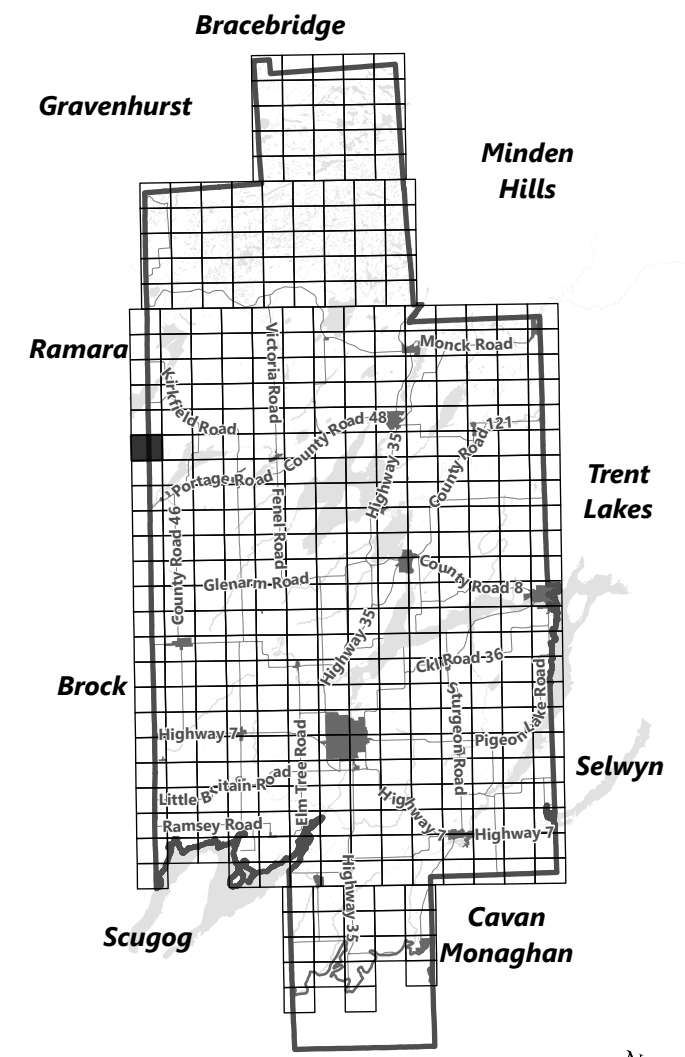 Bracebridge
Gravenhurst
Minden
Hills
Ramara
Victoria Road
Monck Road
Kirkfield Road
County Road 48
Highway 35
County Road 121
Portage Road
Trent
Lakes
County Road 46
Fenel Road
Glenarm Road
County Road 8
Highway 35
Ckl Road 36
Brock
Sturgeon Road
Pigeon Lake Road
Highway 7
Elm Tree Road
Selwyn
Little Britain Road
Highway 7
Highway 7
Ramsey Road
Highway 35
Scugog
Cavan
Monaghan